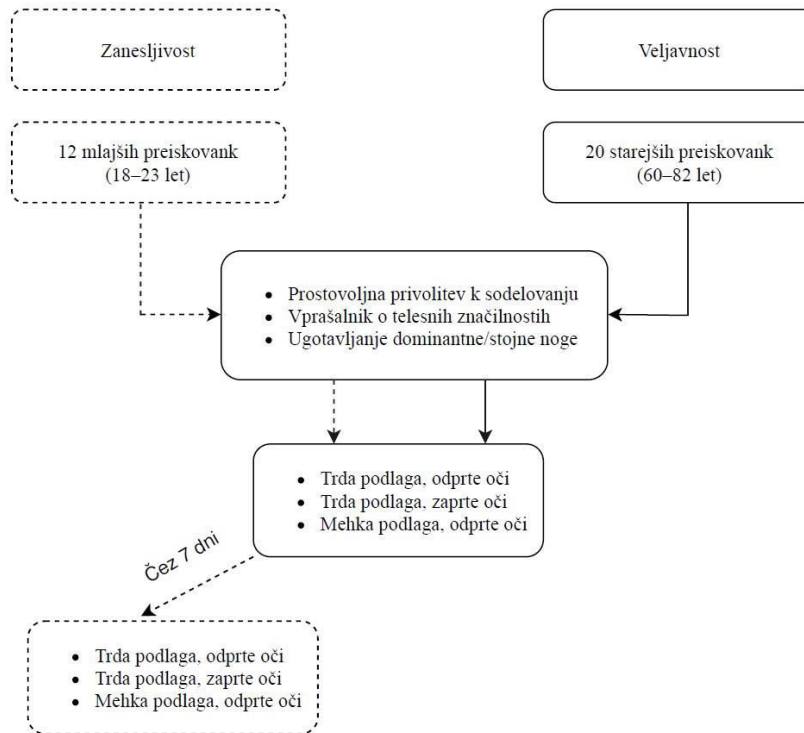 Zanesljivost
Veljavnost
12 mlajših preiskovank
(18–23 let)
20 starejših preiskovank
(60–82 let)
• Prostovoljna privolitev k sodelovanju
• Vprašalnik o telesnih značilnostih
• Ugotavljanje dominantne/stojne noge
• Trda podlaga, odprte oči
• Trda podlaga, zaprte oči
• Mehka podlaga, odprte oči
Čez 7 dni
• Trda podlaga, odprte oči
• Trda podlaga, zaprte oči
• Mehka podlaga, odprte oči